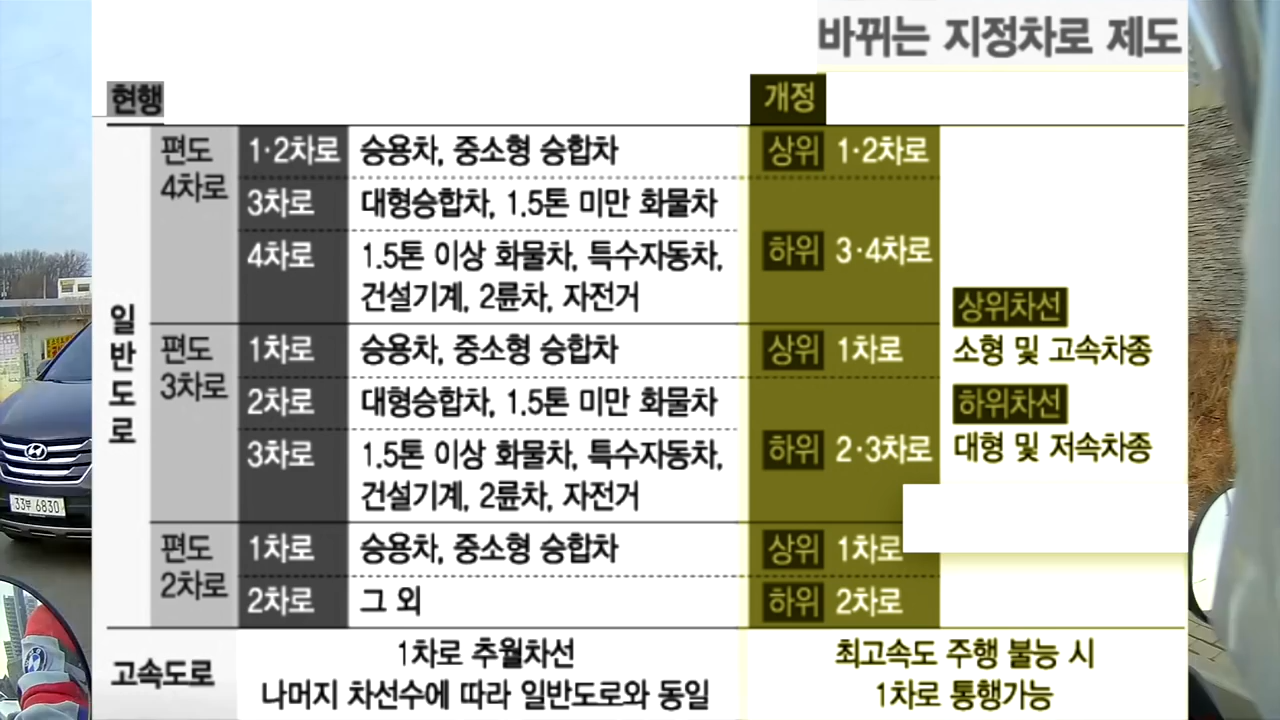 바뀌는 지정차로 제도
현행
개정
일반도로
편도
4차로
1·2차로
승용차, 중소형 승합차
상위 1·2차로
3차로
대형승합차, 1.5톤 미만 화물차
4차로
1.5톤 이상 화물차, 특수자동차,
건설기계, 2륜차, 자전거
하위 3·4차로
편도
3차로
1차로
승용차, 중소형 승합차
상위 1차로
2차로
대형승합차, 1.5톤 미만 화물차
3차로
1.5톤 이상 화물차, 특수자동차,
건설기계, 2륜차, 자전거
하위 2·3차로
편도
2차로
1차로
승용차, 중소형 승합차
상위 1차로
2차로
그 외
하위 2차로
상위차선
소형 및 고속차종
하위차선
대형 및 저속차종
고속도로
1차로 추월차선
나머지 차선수에 따라 일반도로와 동일
최고속도 주행 불능 시
1차로 통행가능
33부 6830